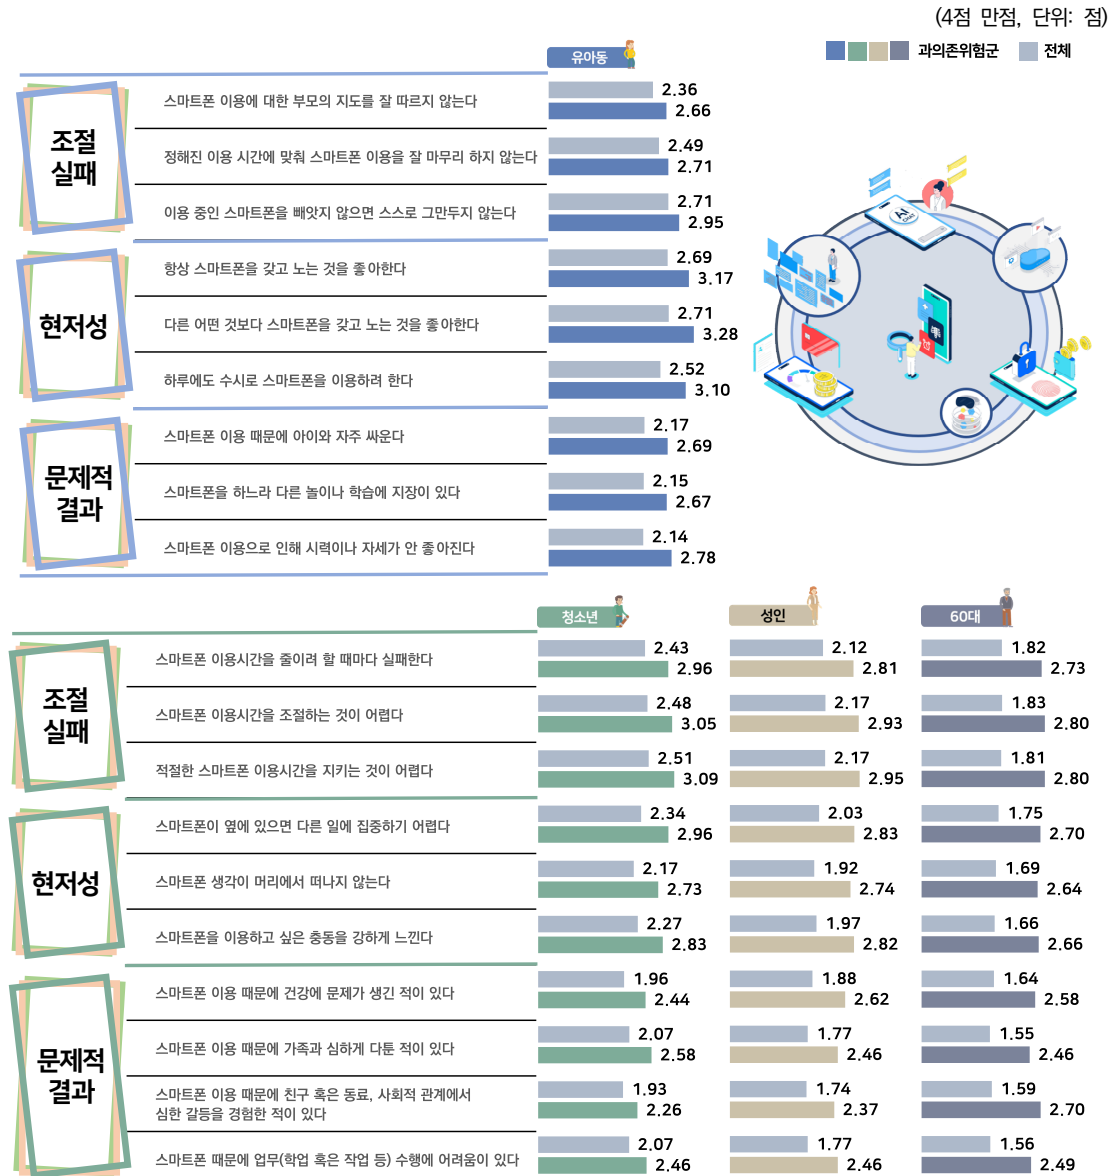 (4점 만점, 단위: 점)
과의존위험군 전체
유아동
조절
실패
스마트폰 이용에 대한 부모의 지도를 잘 따르지 않는다
2.36
2.66
정해진 이용 시간에 맞춰 스마트폰 이용을 잘 마무리 하지 않는다
2.49
2.71
이용 중인 스마트폰을 빼앗지 않으면 스스로 그만두지 않는다
2.71
2.95
현저성
항상 스마트폰을 갖고 노는 것을 좋아한다
2.69
3.17
다른 어떤 것보다 스마트폰을 갖고 노는 것을 좋아한다
2.71
3.28
하루에도 수시로 스마트폰을 이용하려 한다
2.52
3.10
문제적
결과
스마트폰 이용 때문에 아이와 자주 싸운다
2.17
2.69
스마트폰을 하느라 다른 놀이나 학습에 지장이 있다
2.15
2.67
스마트폰 이용으로 인해 시력이나 자세가 안 좋아진다
2.14
2.78
AI
CHAT
청소년 성인 60대
조절
실패
스마트폰 이용시간을 줄이려 할 때마다 실패한다
2.43 2.12 1.82
2.96 2.81 2.73
스마트폰 이용시간을 조절하는 것이 어렵다
2.48 2.17 1.83
3.05 2.93 2.80
적절한 스마트폰 이용시간을 지키는 것이 어렵다
2.51 2.17 1.81
3.09 2.95 2.80
현저성
스마트폰이 옆에 있으면 다른 일에 집중하기 어렵다
2.34 2.03 1.75
2.96 2.83 2.70
스마트폰 생각이 머리에서 떠나지 않는다
2.17 1.92 1.69
2.73 2.74 2.64
스마트폰을 이용하고 싶은 충동을 강하게 느낀다
2.27 1.97 1.66
2.83 2.82 2.66
문제적
결과
스마트폰 이용 때문에 건강에 문제가 생긴 적이 있다
1.96 1.88 1.64
2.44 2.62 2.58
스마트폰 이용 때문에 가족과 심하게 다툰 적이 있다
2.07 1.77 1.55
2.58 2.46 2.46
스마트폰 이용 때문에 친구 혹은 동료, 사회적 관계에서
심한 갈등을 경험한 적이 있다
1.93 1.74 1.59
2.26 2.37 2.70
스마트폰 때문에 업무(학업 혹은 작업 등) 수행에 어려움이 있다
2.07 1.77 1.56
2.46 2.46 2.49